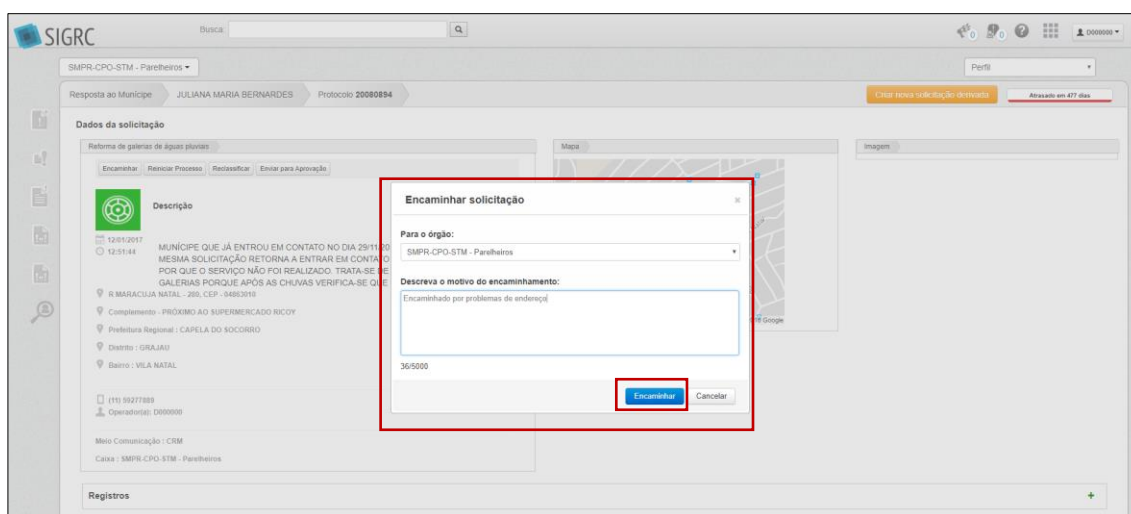 SIGRC
Busca:
0
0
D000000
SMPR-CPO-STM - Parelheiros
Perfil
Resposta ao Munícipe
JULIANA MARIA BERNARDES
Protocolo 20080894
Criar nova solicitação derivada
Atrasado em 477 dias
Dados da solicitação
Reforma de galerias de águas pluviais
Mapa
Imagem
Encaminhar
Reiniciar Processo
Reclassificar
Enviar para Aprovação
Descrição
12/01/2017
12:51:44
MUNÍCIPE QUE JÁ ENTROU EM CONTATO NO DIA 29/11/20
MESMA SOLICITAÇÃO RETORNA A ENTRAR EM CONTATO
POR QUE O SERVIÇO NÃO FOI REALIZADO. TRATA-SE DE
GALERIAS PORQUE APÓS AS CHUVAS VERIFICA-SE QUE
R MARACUJA NATAL - 200, CEP - 04863010
Complemento - PRÓXIMO AO SUPERMERCADO RICOY
Prefeitura Regional : CAPELA DO SOCORRO
Distrito : GRAJAU
Bairro : VILA NATAL
(11) 59277889
Operador(a): D000000
Meio Comunicação : CRM
Caixa : SMPR-CPO-STM - Parelheiros
Encaminhar solicitação
×
Para o órgão:
SMPR-CPO-STM - Parelheiros
Descreva o motivo do encaminhamento:
Encaminhado por problemas de endereço
36/5000
Encaminhar
Cancelar
Google
Registros
+